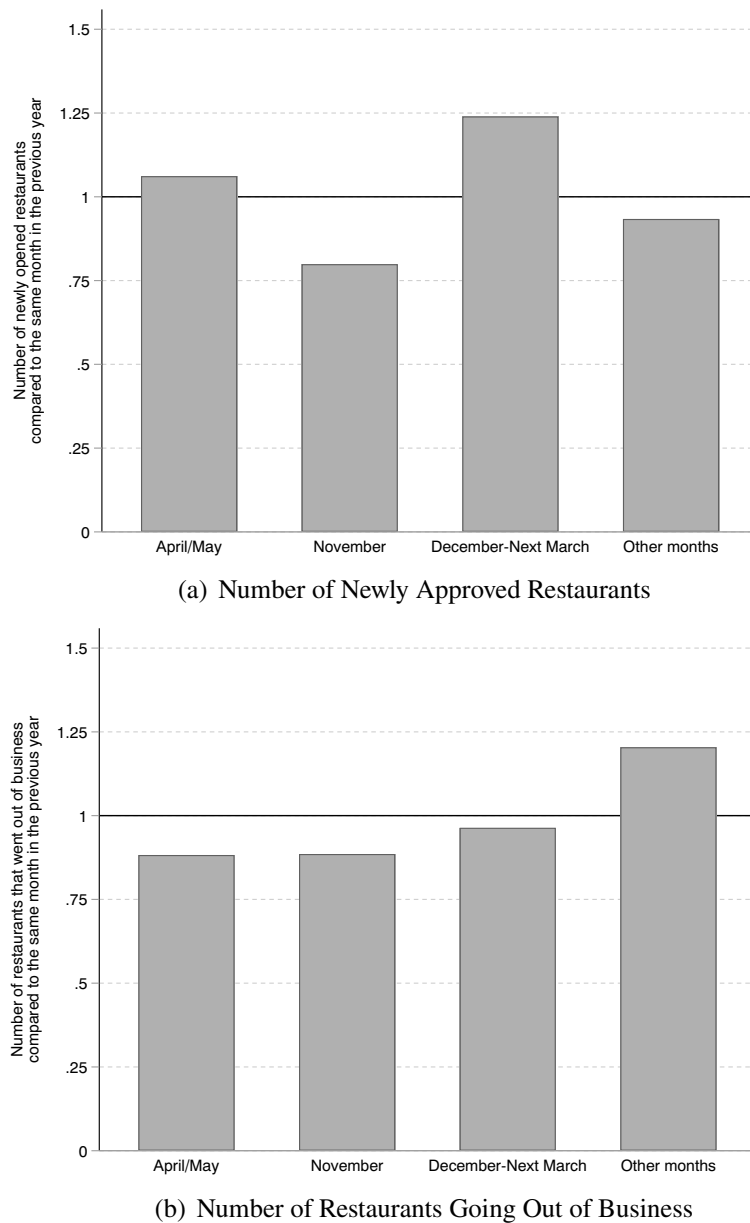 Number of newly opened restaurants
compared to the same month in the previous year
1.5
1.25
1
.75
.5
.25
0
April/May
November
December-Next March
Other months
(a) Number of Newly Approved Restaurants
Number of restaurants that went out of business
compared to the same month in the previous year
1.5
1.25
1
.75
.5
.25
0
April/May
November
December-Next March
Other months
(b) Number of Restaurants Going Out of Business